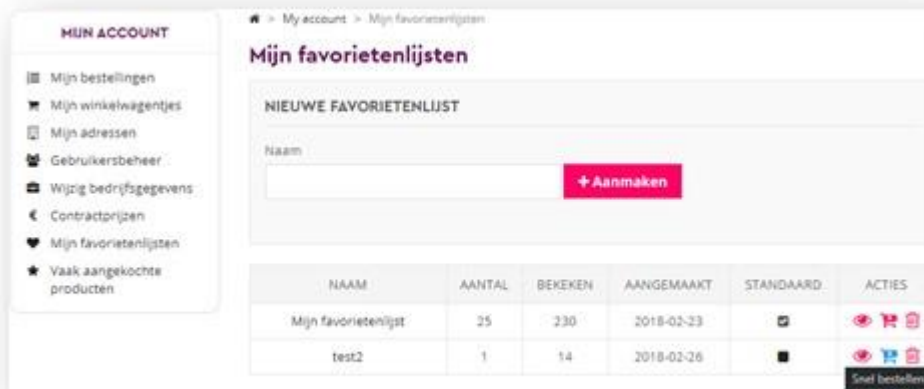 MIJN ACCOUNT
Mijn bestellingen
Mijn winkelwagentjes
Mijn adressen
Gebruikersbeheer
Wijzig bedrijfsgegevens
Contractprijzen
Mijn favorietenlijsten
Vaak aangekochte
producten
> My account > Mijn favorietenlijsten
Mijn favorietenlijsten
NIEUWE FAVORIETENLIJST
Naam
+ Aanmaken
NAAM AANTAL BEKEKEN AANGEMAAKT STANDAARD ACTIES
Mijn favorietenlijst 25 230 2018-02-23
test2 1 14 2018-02-26
Snel bestellen